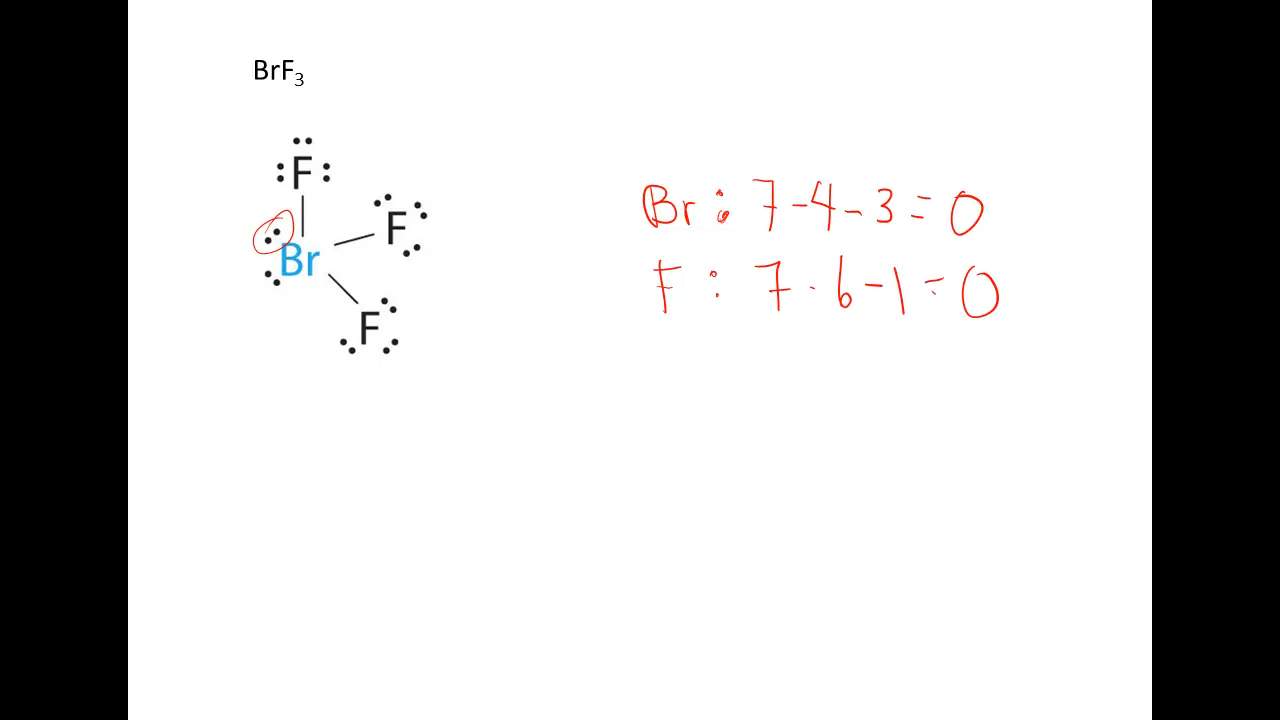 BrF₃
F
F
Br
F
Br : 7 - 4 - 3 = 0
F : 7 - 6 - 1 = 0